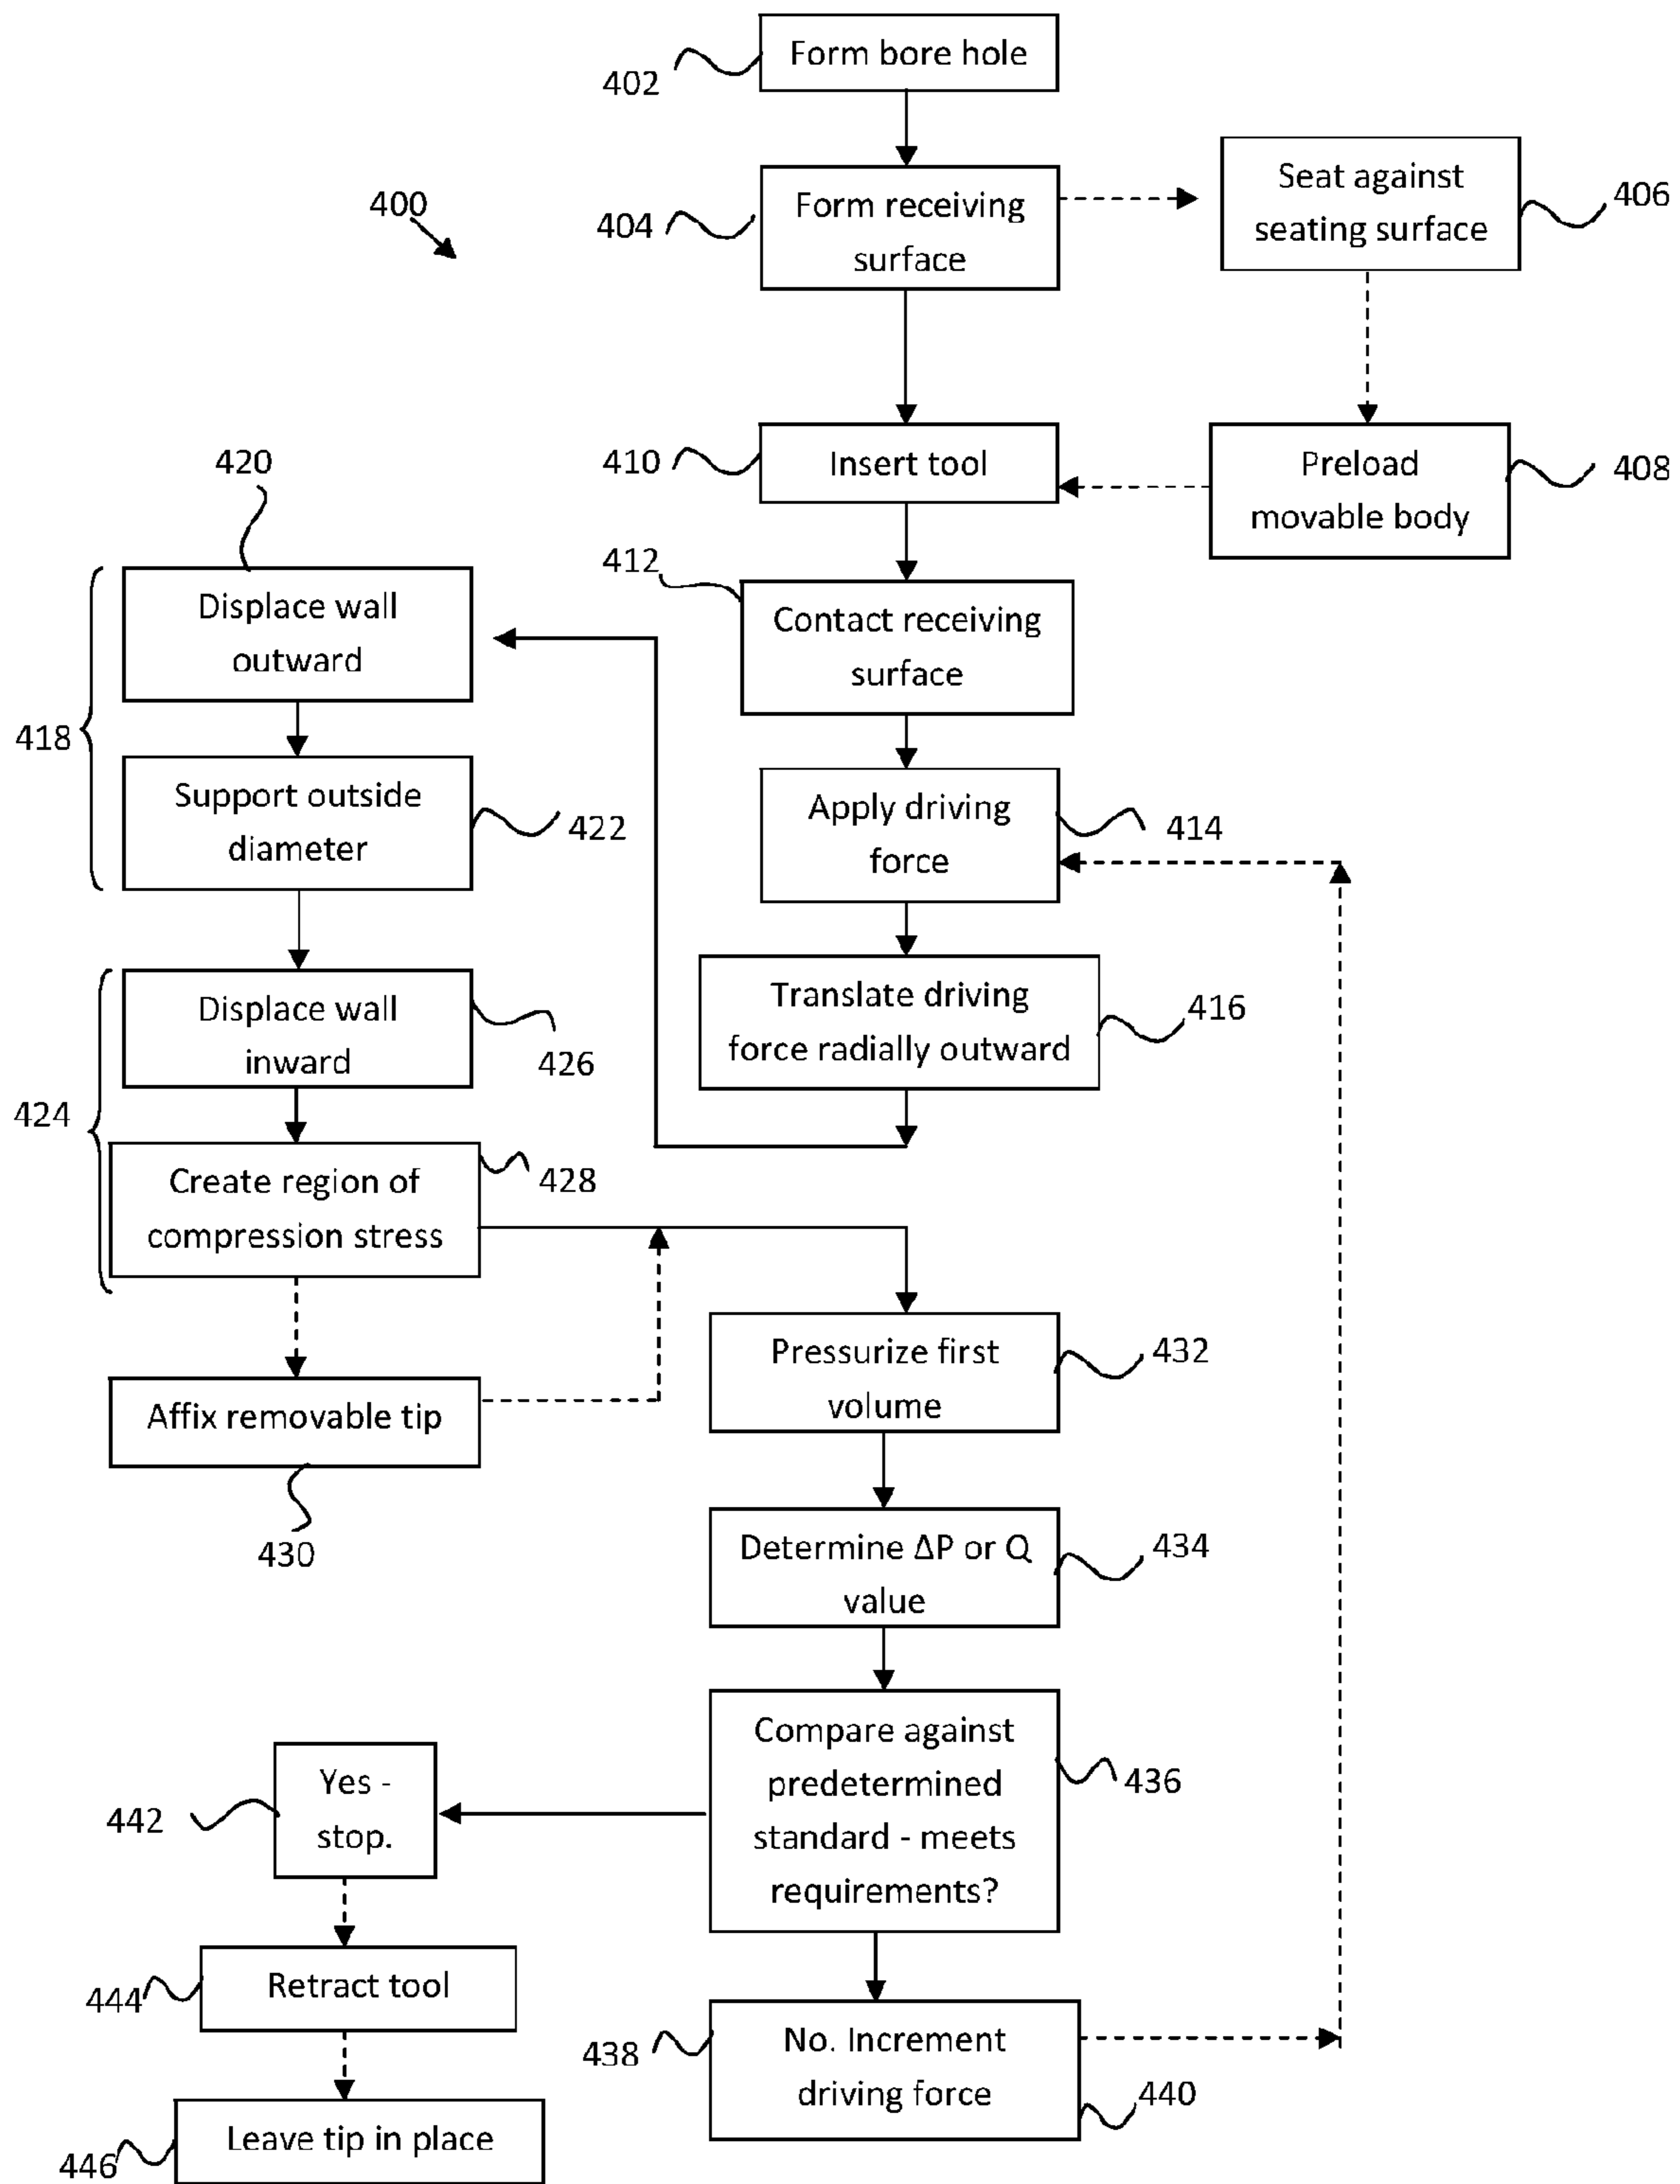 Form bore hole
402
400
Form receiving
surface
404
Seat against
seating surface
406
Insert tool
410
Preload
movable body
408
420
412
Displace wall
outward
Contact receiving
surface
418
Support outside
diameter
422
Apply driving
force
414
Displace wall
inward
426
Translate driving
force radially outward
416
424
Create region of
compression stress
428
Affix removable tip
430
Pressurize first
volume
432
Determine ΔP or Q
value
434
Compare against
predetermined
standard - meets
requirements?
436
Yes -
stop.
442
Retract tool
444
No. Increment
driving force
438
440
Leave tip in place
446